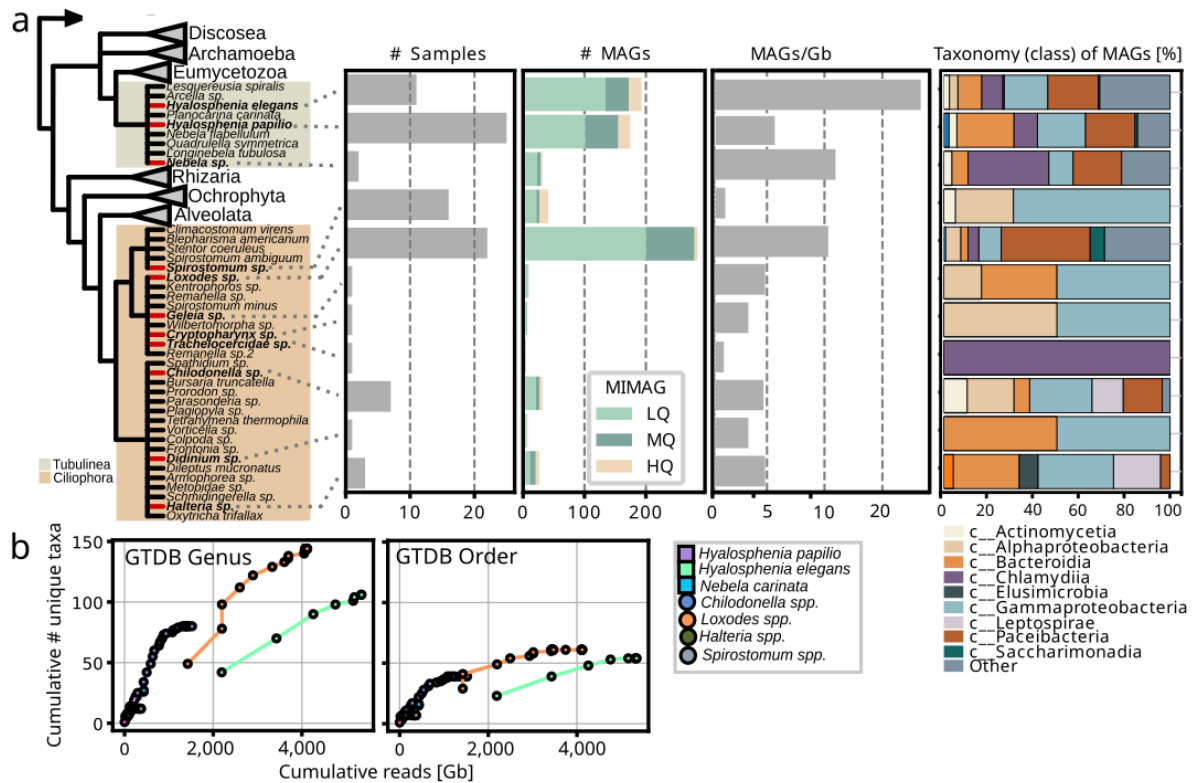 a
Discosea
Archamoeba
Eumycetozoa
Lesquereusia spiralis
Arcella sp.
Hyalosphenia elegans
Planocarina carinata
Hyalosphenia papilio
Nebela flabellulum
Quadrulella symmetrica
Longinebela tubulosa
Nebela sp.
Rhizaria
Ochrophyta
Alveolata
Climacostomum virens
Blepharisma americanum
Stentor coeruleus
Spirostomum ambiguum
Spirostomum sp.
Loxodes sp.
Kentrophoros sp.
Remanella sp.
Spirostomum minus
Geleia sp.
Wilbertomorpha sp.
Cryptopharynx sp.
Trachelocercidae sp.
Remanella sp.2
Spathidium sp.
Chilodonella sp.
Bursaria truncatella
Prorodon sp.
Parasonderia sp.
Plagiopyla sp.
Tetrahymena thermophila
Vorticella sp.
Colpoda sp.
Frontonia sp.
Didinium sp.
Dileptus mucronatus
Armophorea sp.
Metopidae sp.
Schmidingerella sp.
Halteria sp.
Oxytricha trifallax
Tubulinea
Ciliophora
# Samples
0 10 20
# MAGs
MIMAG
LQ
MQ
HQ
0 100 200
MAGs/Gb
0 5 10 20
Taxonomy (class) of MAGs [%]
20 40 60 80 100
c__Actinomycetia
c__Alphaproteobacteria
c__Bacteroidia
c__Chlamydiia
c__Elusimicrobia
c__Gammaproteobacteria
c__Leptospirae
c__Paceibacteria
c__Saccharimonadia
Other
b
Cumulative # unique taxa
150
100
50
0
GTDB Genus
0 2,000 4,000
GTDB Order
0 2,000 4,000
Cumulative reads [Gb]
Hyalosphenia papilio
Hyalosphenia elegans
Nebela carinata
Chilodonella spp.
Loxodes spp.
Halteria spp.
Spirostomum spp.